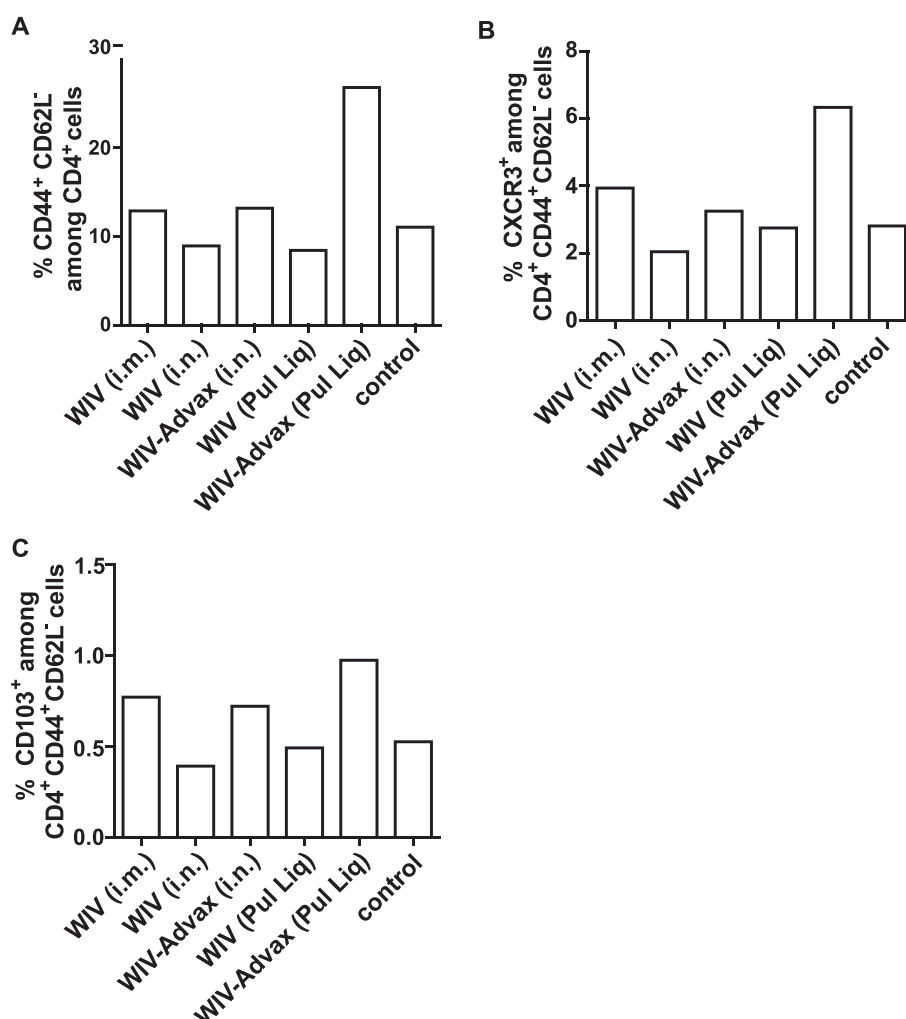 A
% CD44⁺ CD62L⁻
among CD4⁺ cells
30
20
10
0
WIV (i.m.)
WIV (i.n.)
WIV-Advax (i.n.)
WIV (Pul Liq)
WIV-Advax (Pul Liq)
control
B
% CXCR3⁺ among
CD4⁺ CD44⁺ CD62L⁻ cells
8
6
4
2
0
WIV (i.m.)
WIV (i.n.)
WIV-Advax (i.n.)
WIV (Pul Liq)
WIV-Advax (Pul Liq)
control
C
% CD103⁺ among
CD4⁺ CD44⁺ CD62L⁻ cells
1.5
1.0
0.5
0.0
WIV (i.m.)
WIV (i.n.)
WIV-Advax (i.n.)
WIV (Pul Liq)
WIV-Advax (Pul Liq)
control